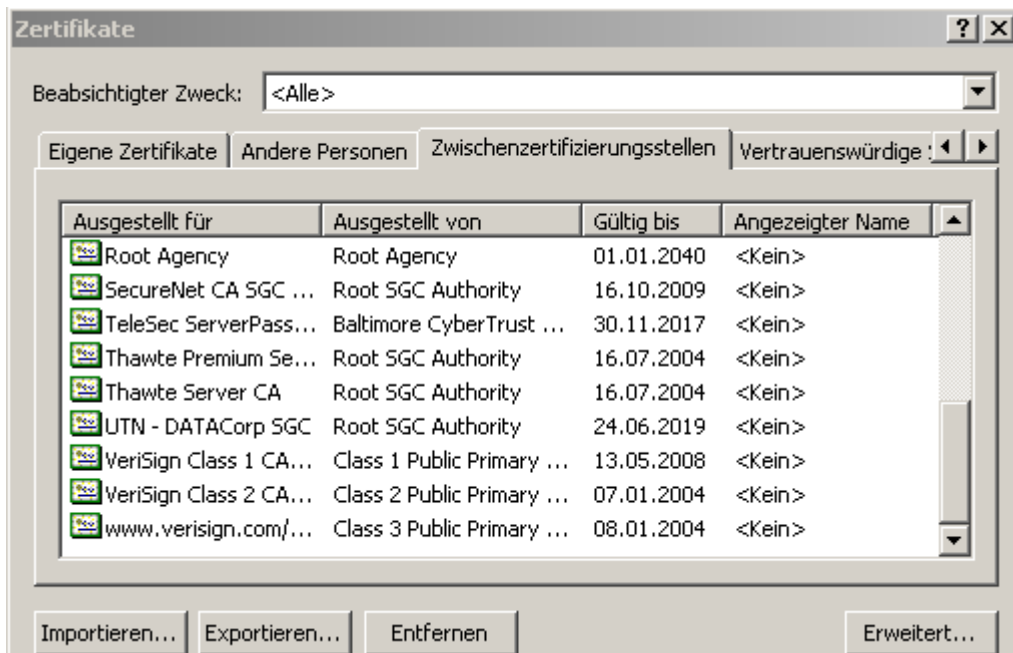 Zertifikate
Beabsichtigter Zweck: <Alle>
Eigene Zertifikate Andere Personen Zwischenzertifizierungsstellen Vertrauenswürdige
Ausgestellt für Ausgestellt von Gültig bis Angezeigter Name
Root Agency Root Agency 01.01.2040 <Kein>
SecureNet CA SGC ... Root SGC Authority 16.10.2009 <Kein>
TeleSec ServerPass... Baltimore CyberTrust ... 30.11.2017 <Kein>
Thawte Premium Se... Root SGC Authority 16.07.2004 <Kein>
Thawte Server CA Root SGC Authority 16.07.2004 <Kein>
UTN - DATACorp SGC Root SGC Authority 24.06.2019 <Kein>
VeriSign Class 1 CA... Class 1 Public Primary ... 13.05.2008 <Kein>
VeriSign Class 2 CA... Class 2 Public Primary ... 07.01.2004 <Kein>
www.verisign.com/... Class 3 Public Primary ... 08.01.2004 <Kein>
Importieren... Exportieren... Entfernen Erweitert...